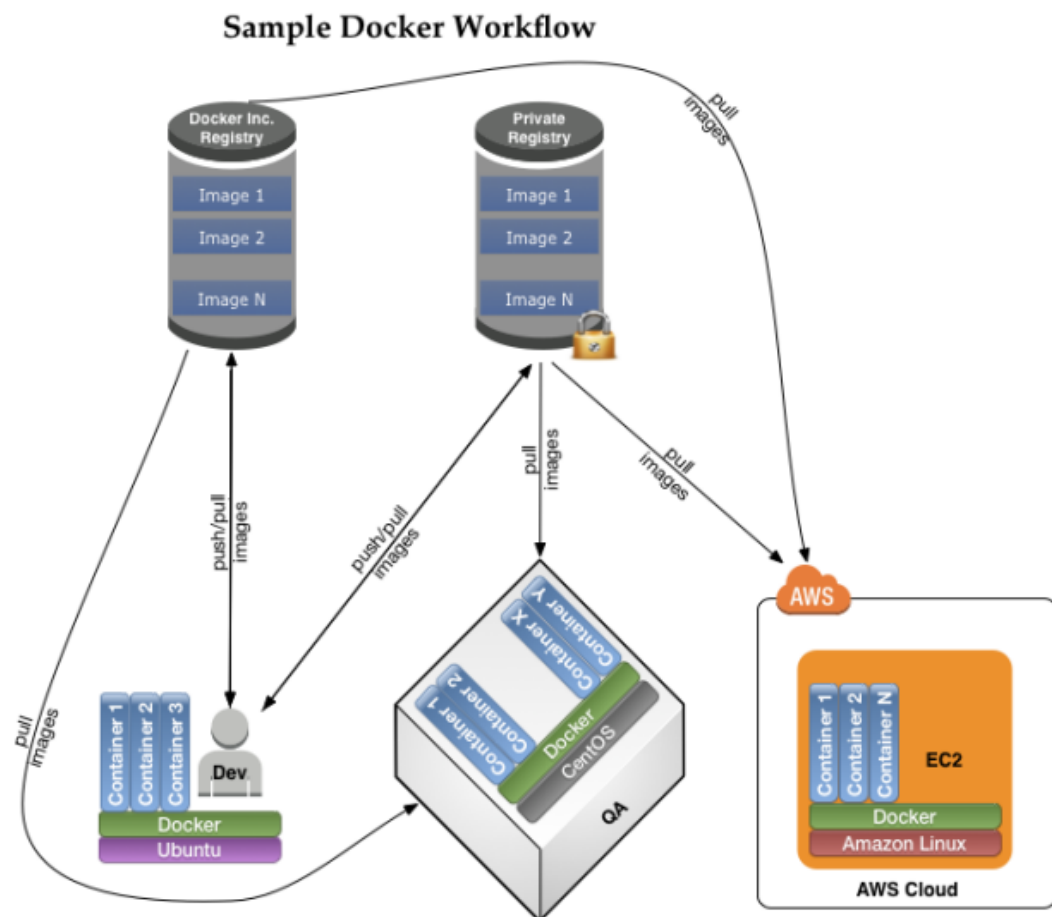 Sample Docker Workflow
Docker Inc.
Registry
Image 1
Image 2
Image N
Private
Registry
Image 1
Image 2
Image N
pull
images
push/pull
images
push/pull
images
pull
images
pull
images
pull
images
Container 1
Container 2
Container 3
Dev
Docker
Ubuntu
Container 1
Container 2
Container X
Container Y
Docker
CentOS
QA
AWS
Container 1
Container 2
Container N
EC2
Docker
Amazon Linux
AWS Cloud